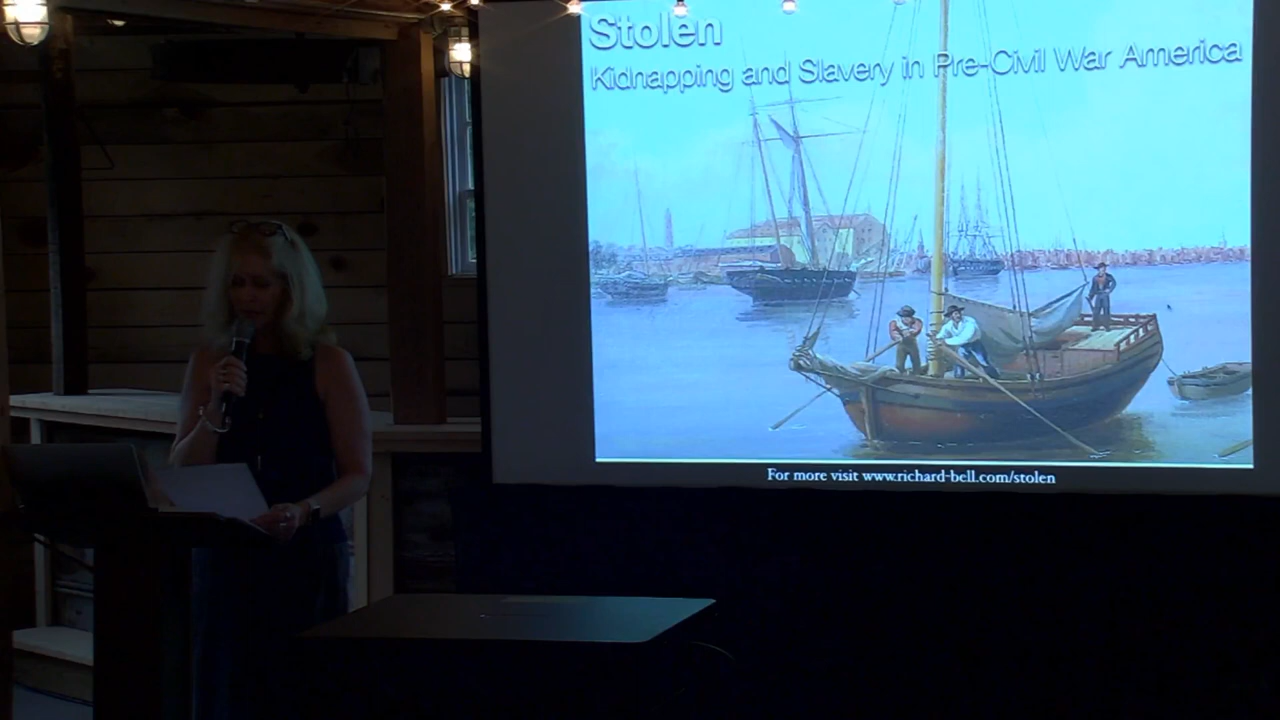 Stolen
Kidnapping and Slavery in Pre-Civil War America
For more visit www.richard-bell.com/stolen